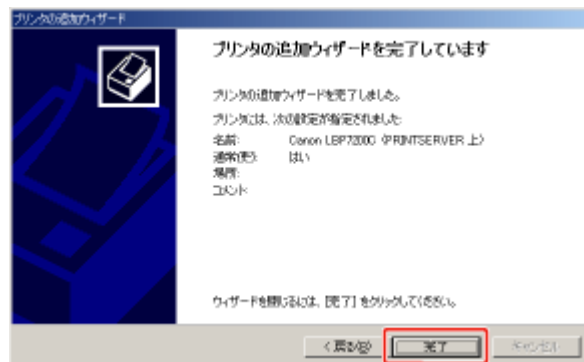 プリンタの追加ウィザード
プリンタの追加ウィザードを完了しています
プリンタの追加ウィザードを完了しました。
プリンタには、次の設定が指定されました:
名前: Canon LBP7200C (PRINTSERVER 上)
通常使う: はい
場所:
コメント:
ウィザードを閉じるには、[完了] をクリックしてください。
< 戻る(B) 完了 キャンセル